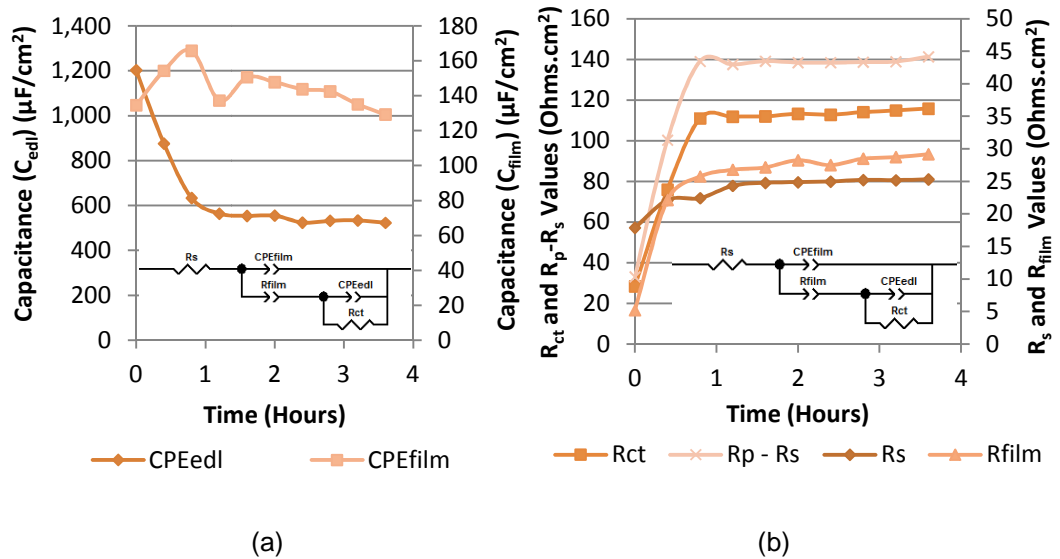 Capacitance (Cedl) (µF/cm²)
1,400
1,200
1,000
800
600
400
200
0
180
160
140
120
100
80
60
40
20
0
Capacitance (Cfilm) (µF/cm²)
Rs
CPEfilm
Rfilm
CPEedl
Rct
0
1
2
3
4
Time (Hours)
CPEedl
CPEfilm
(a)
Rct and Rp-Rs Values (Ohms.cm²)
160
140
120
100
80
60
40
20
0
50
45
40
35
30
25
20
15
10
5
0
Rs and Rfilm Values (Ohms.cm²)
Rs
CPEfilm
Rfilm
CPEedl
Rct
0
1
2
3
4
Time (Hours)
Rct
Rp - Rs
Rs
Rfilm
(b)